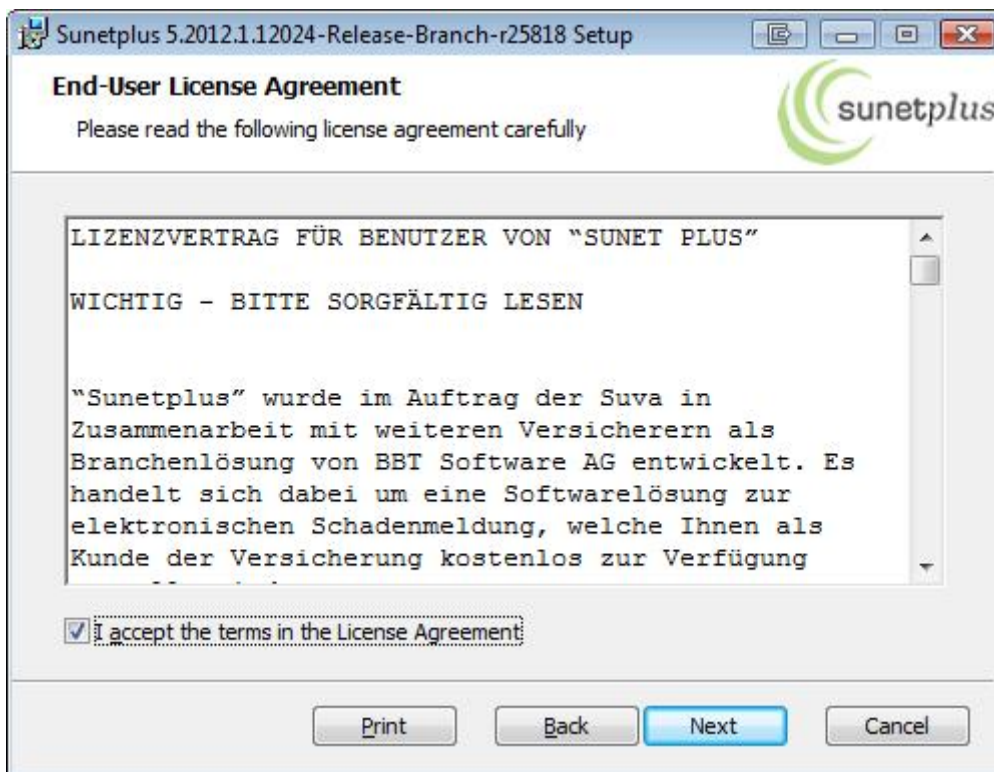 Sunetplus 5.2012.1.12024-Release-Branch-r25818 Setup
End-User License Agreement
Please read the following license agreement carefully
sunetplus
LIZENZVERTRAG FÜR BENUTZER VON “SUNET PLUS”
WICHTIG – BITTE SORGFÄLTIG LESEN
“Sunetplus” wurde im Auftrag der Suva in
Zusammenarbeit mit weiteren Versicherern als
Branchenlösung von BBT Software AG entwickelt. Es
handelt sich dabei um eine Softwarelösung zur
elektronischen Schadenmeldung, welche Ihnen als
Kunde der Versicherung kostenlos zur Verfügung
I accept the terms in the License Agreement
Print
Back
Next
Cancel